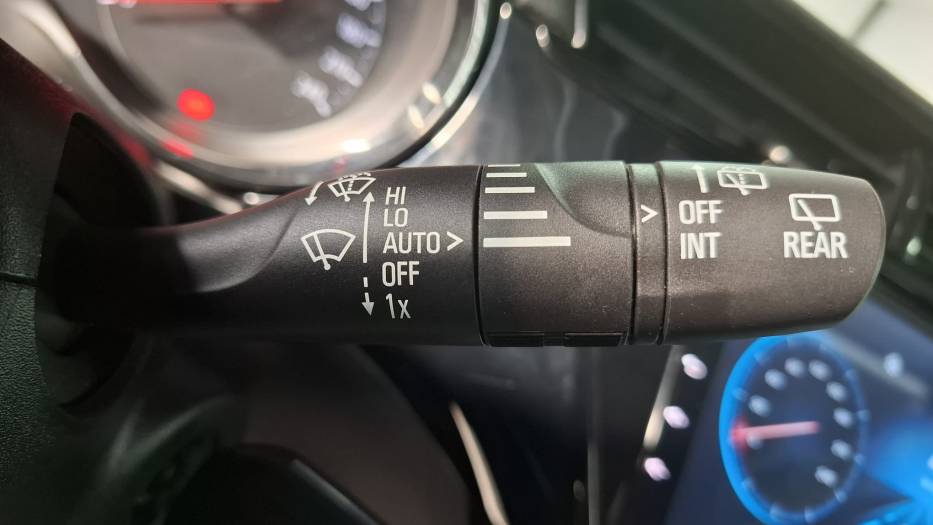 HI
LO
AUTO >
OFF
1x
>
OFF
INT
REAR